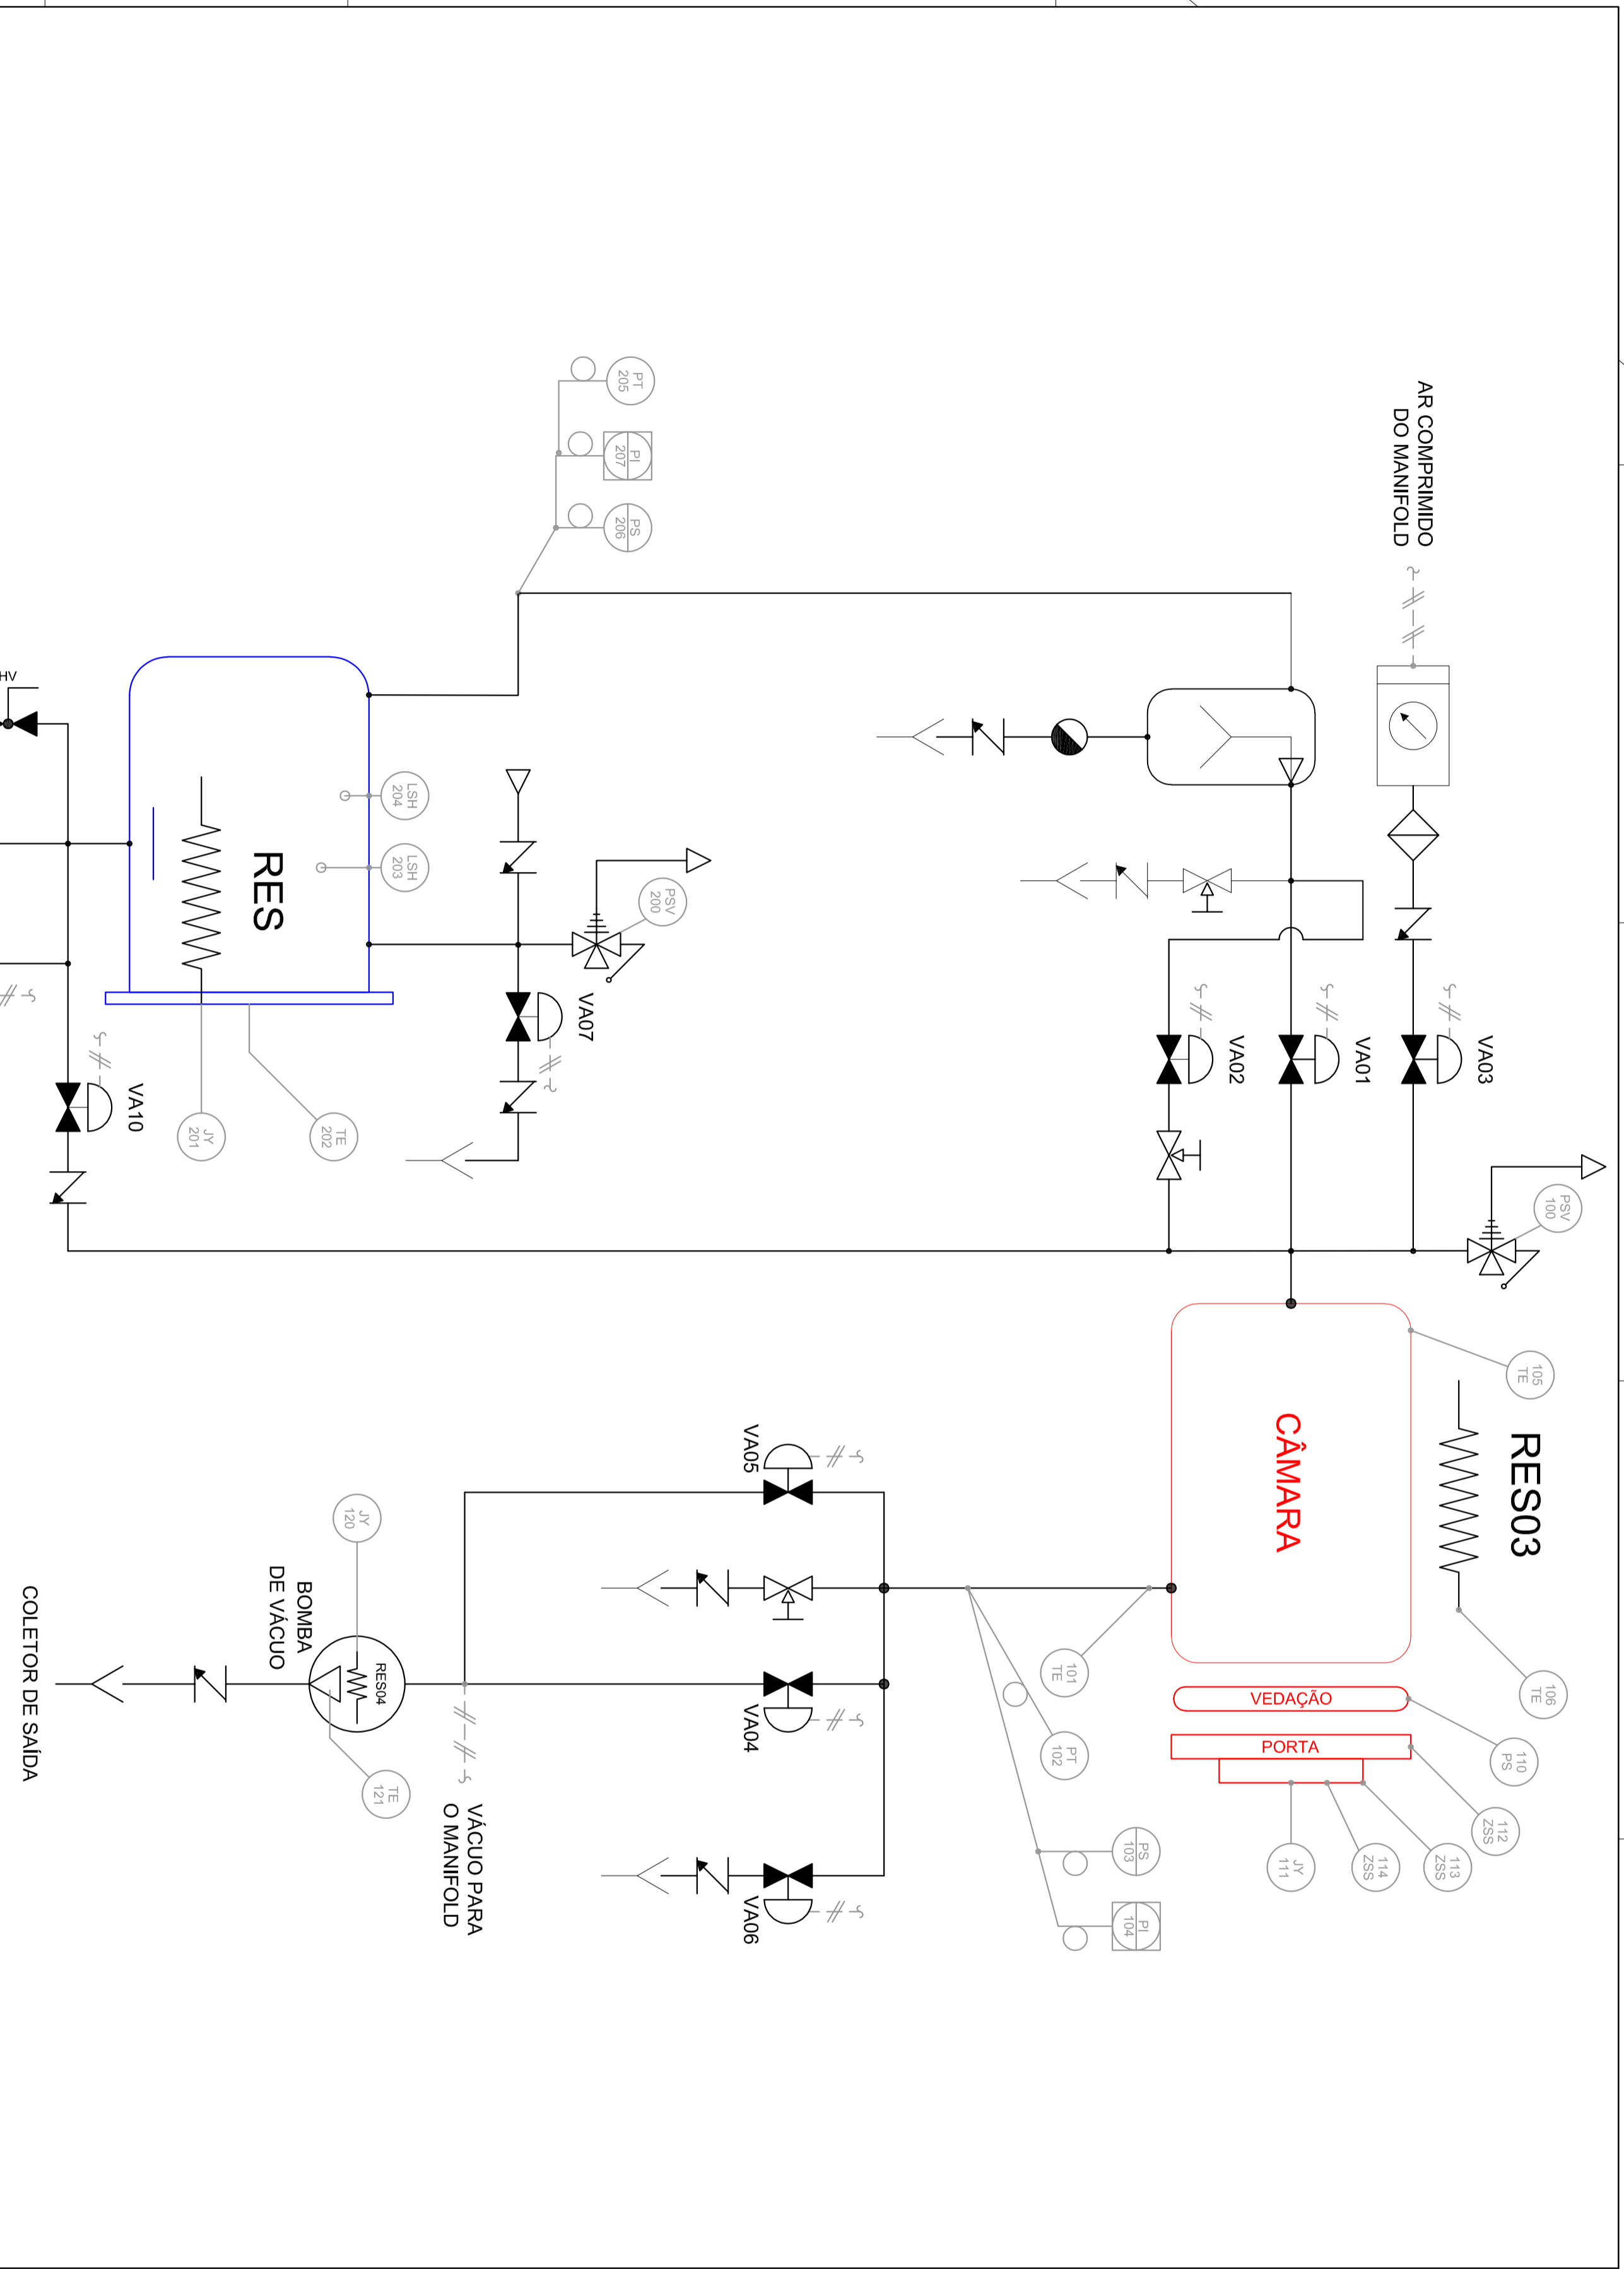 AR COMPRIMIDO
DO MANIFOLD
PSV
100
VA03
VA01
VA02
105
TE
RES03
106
TE
CÂMARA
VEDAÇÃO
PORTA
110
PS
112
ZSS
113
ZSS
114
ZSS
JY
111
PT
205
PI
207
PS
206
PSV
200
VA07
LSH
204
LSH
203
RES
TE
202
JY
201
VA10
HV
101
TE
PT
102
PS
103
PI
104
VA05
VA04
VA06
JY
120
RES04
BOMBA
DE VÁCUO
TE
121
VÁCUO PARA
O MANIFOLD
COLETOR DE SAÍDA